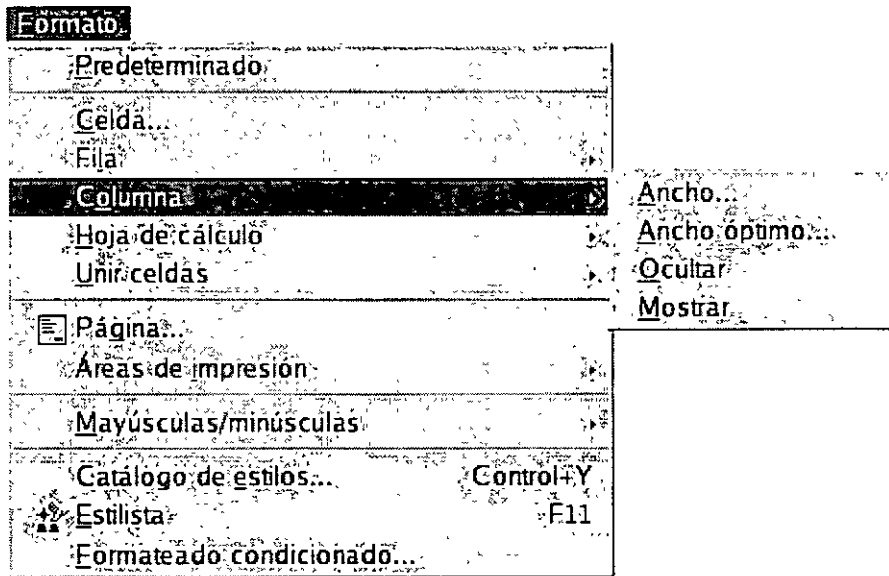 Formato
Predeterminado
Celda...
Fila
Columna
Hoja de cálculo
Unir celdas
Página...
Áreas de impresión
Mayúsculas/minúsculas
Catálogo de estilos... Control+Y
Estilista F11
Formateado condicionado...
Ancho...
Ancho óptimo...
Ocultar
Mostrar